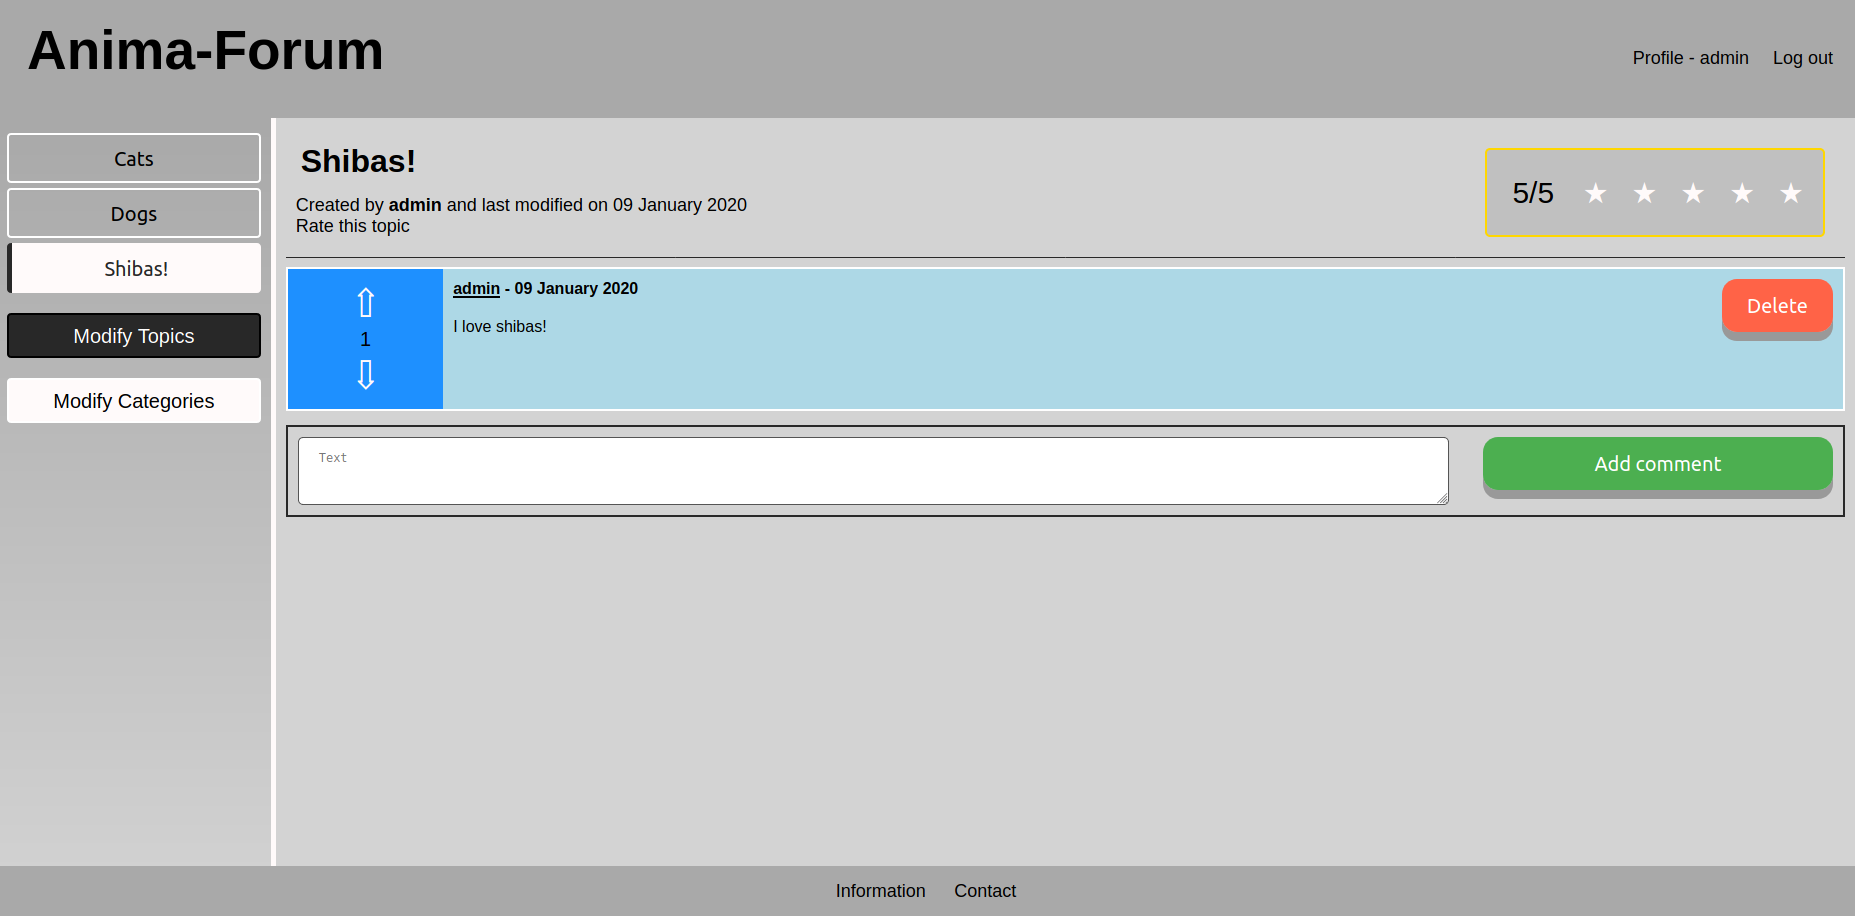 Anima-Forum
Profile - admin
Log out
Cats
Dogs
Shibas!
Modify Topics
Modify Categories
Shibas!
Created by admin and last modified on 09 January 2020
Rate this topic
5/5 ★ ★ ★ ★ ★
⇧
1
⇩
admin - 09 January 2020
I love shibas!
Delete
Text
Add comment
Information
Contact